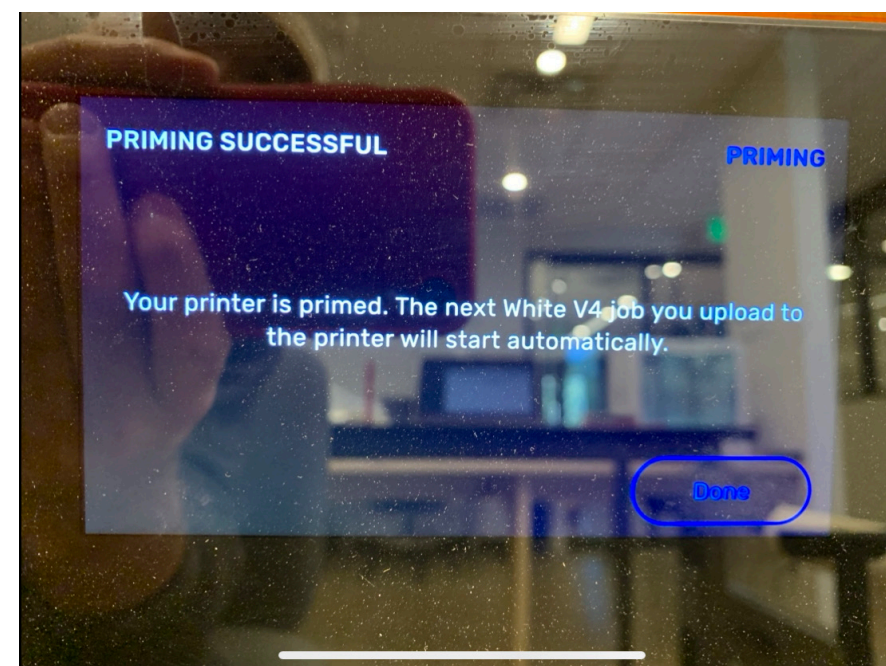 PRIMING SUCCESSFUL
PRIMING
Your printer is primed. The next White V4 job you upload to
the printer will start automatically.
Done